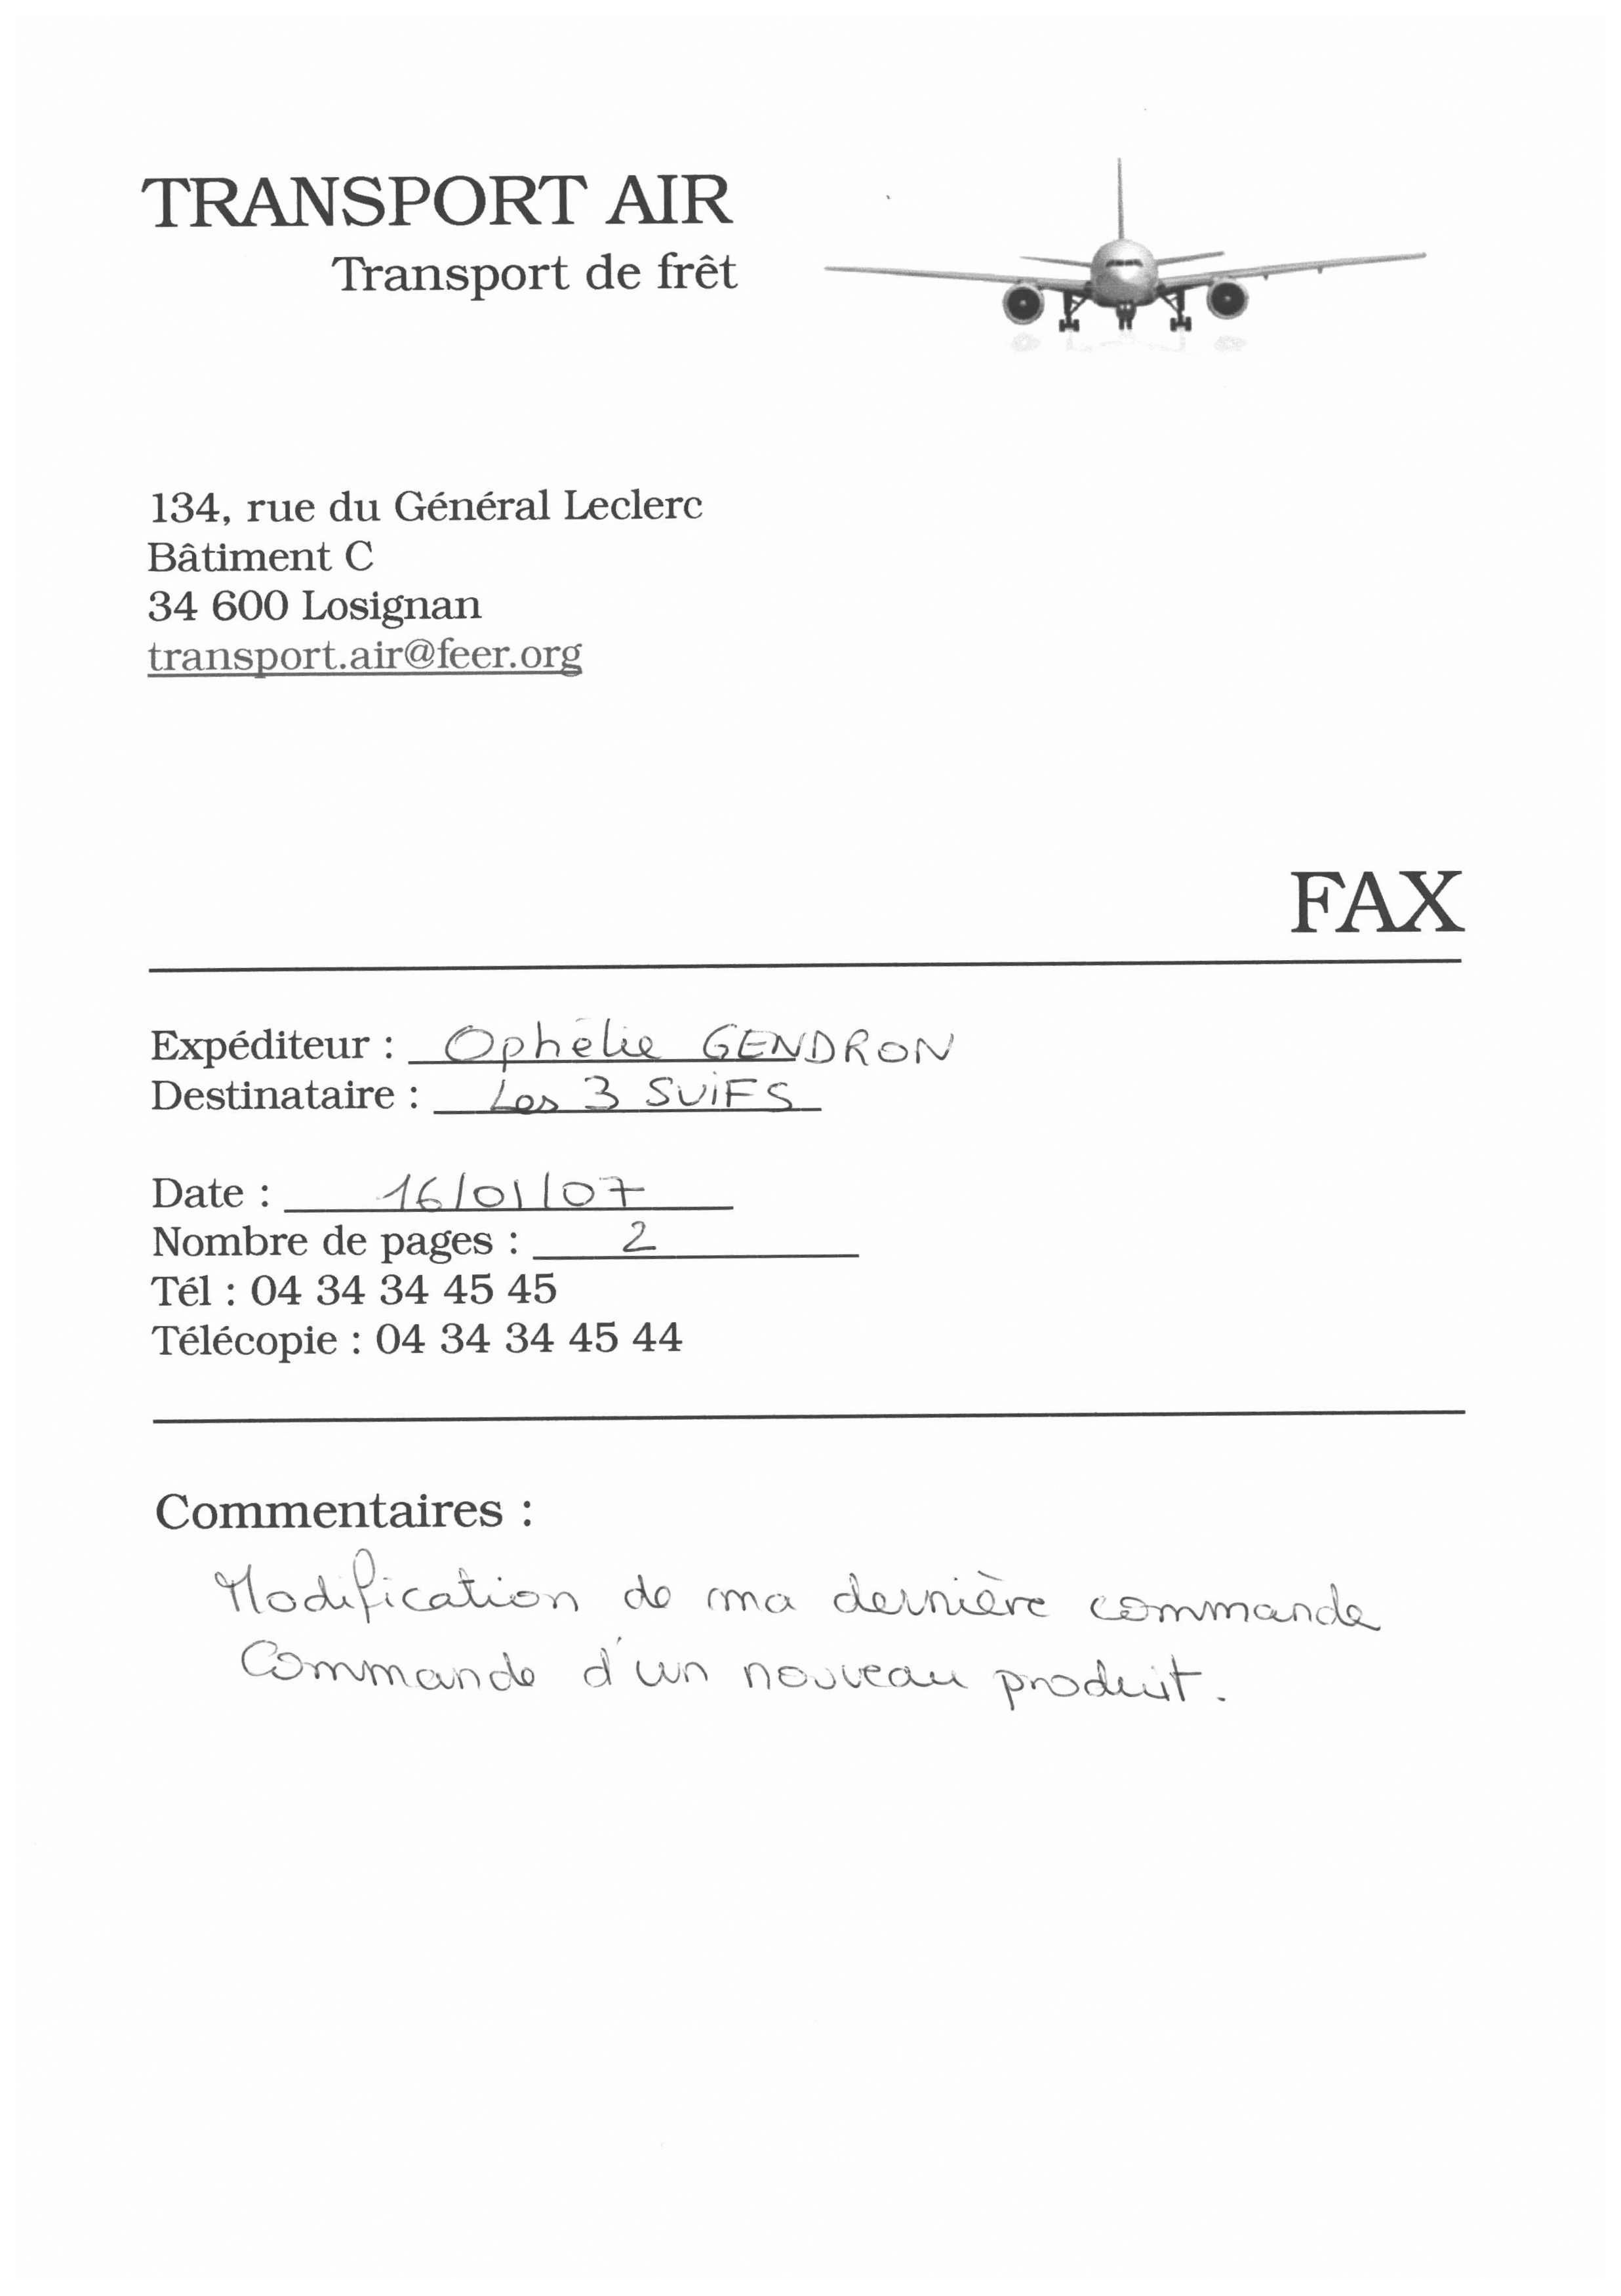 TRANSPORT AIR
Transport de frêt
134, rue du Général Leclerc
Bâtiment C
34 600 Losignan
transport.air@feer.org
FAX
Expéditeur : Ophélie GENDRON
Destinataire : Les 3 SUiFS
Date : 16/01/07
Nombre de pages : 2
Tél : 04 34 34 45 45
Télécopie : 04 34 34 45 44
Commentaires :
Modification de ma dernière commande
Commande d'un nouveau produit.